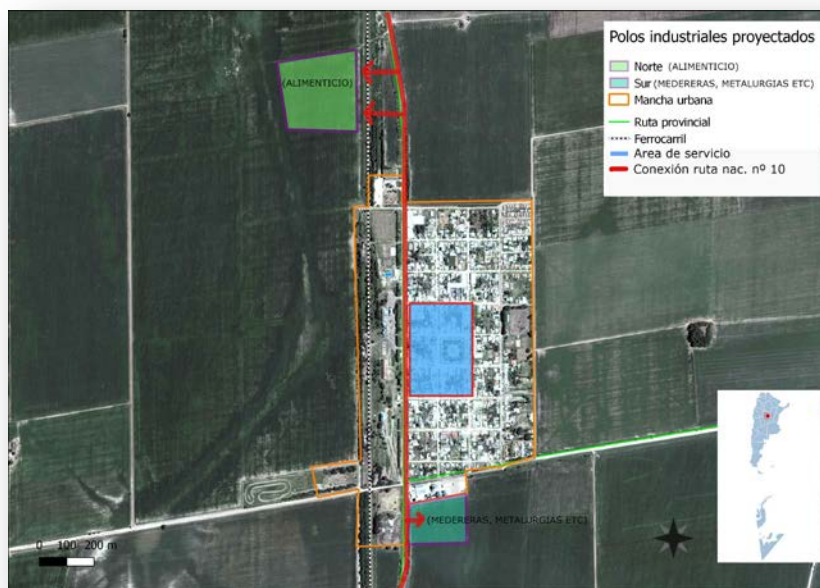 Polos industriales proyectados
Norte (ALIMENTICIO)
Sur (MEDERERAS, METALURGIAS ETC)
Mancha urbana
Ruta provincial
Ferrocarril
Area de servicio
Conexión ruta nac. nº 10
(ALIMENTICIO)
(MEDERERAS, METALURGIAS ETC)
0 100 200 m